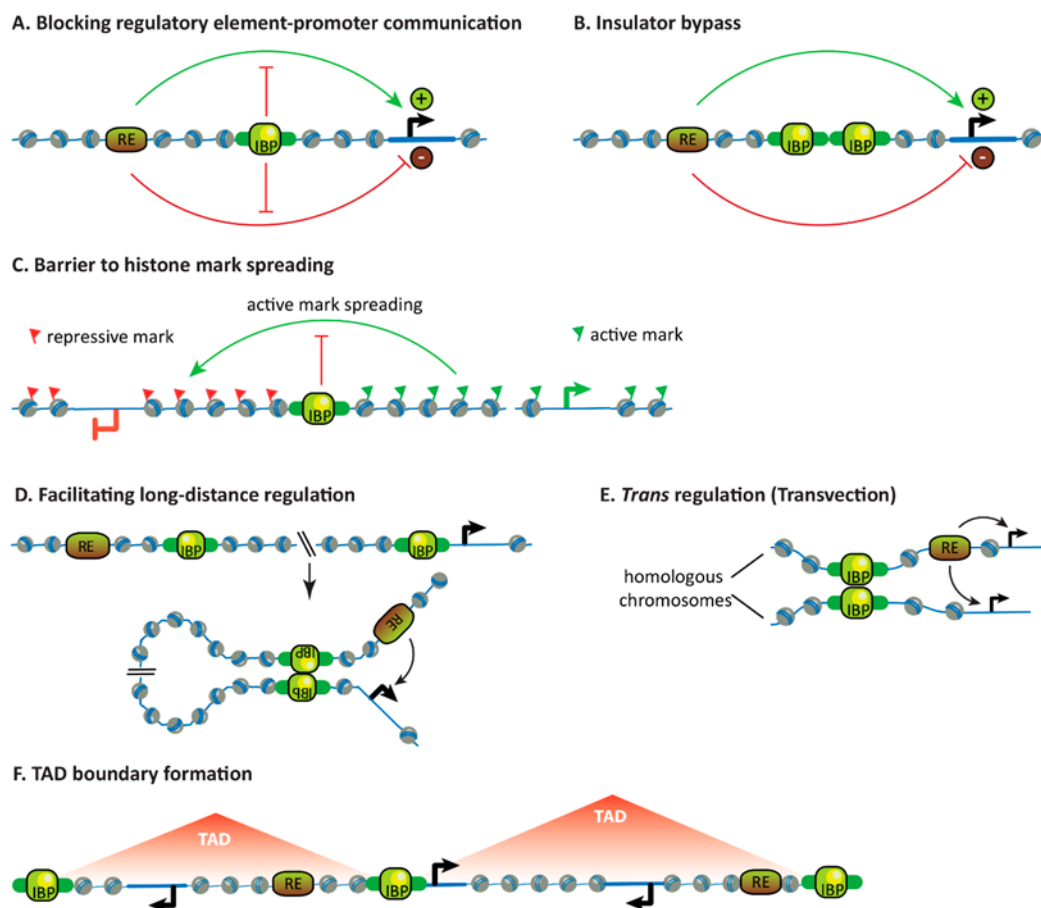 A. Blocking regulatory element-promoter communication
B. Insulator bypass
+
RE
IBP
-
+
RE
IBP
IBP
-
C. Barrier to histone mark spreading
active mark spreading
repressive mark
active mark
IBP
D. Facilitating long-distance regulation
E. Trans regulation (Transvection)
RE
IBP
IBP
RE
IBP
IBP
homologous
chromosomes
RE
IBP
IBP
F. TAD boundary formation
TAD
TAD
IBP
RE
IBP
RE
IBP